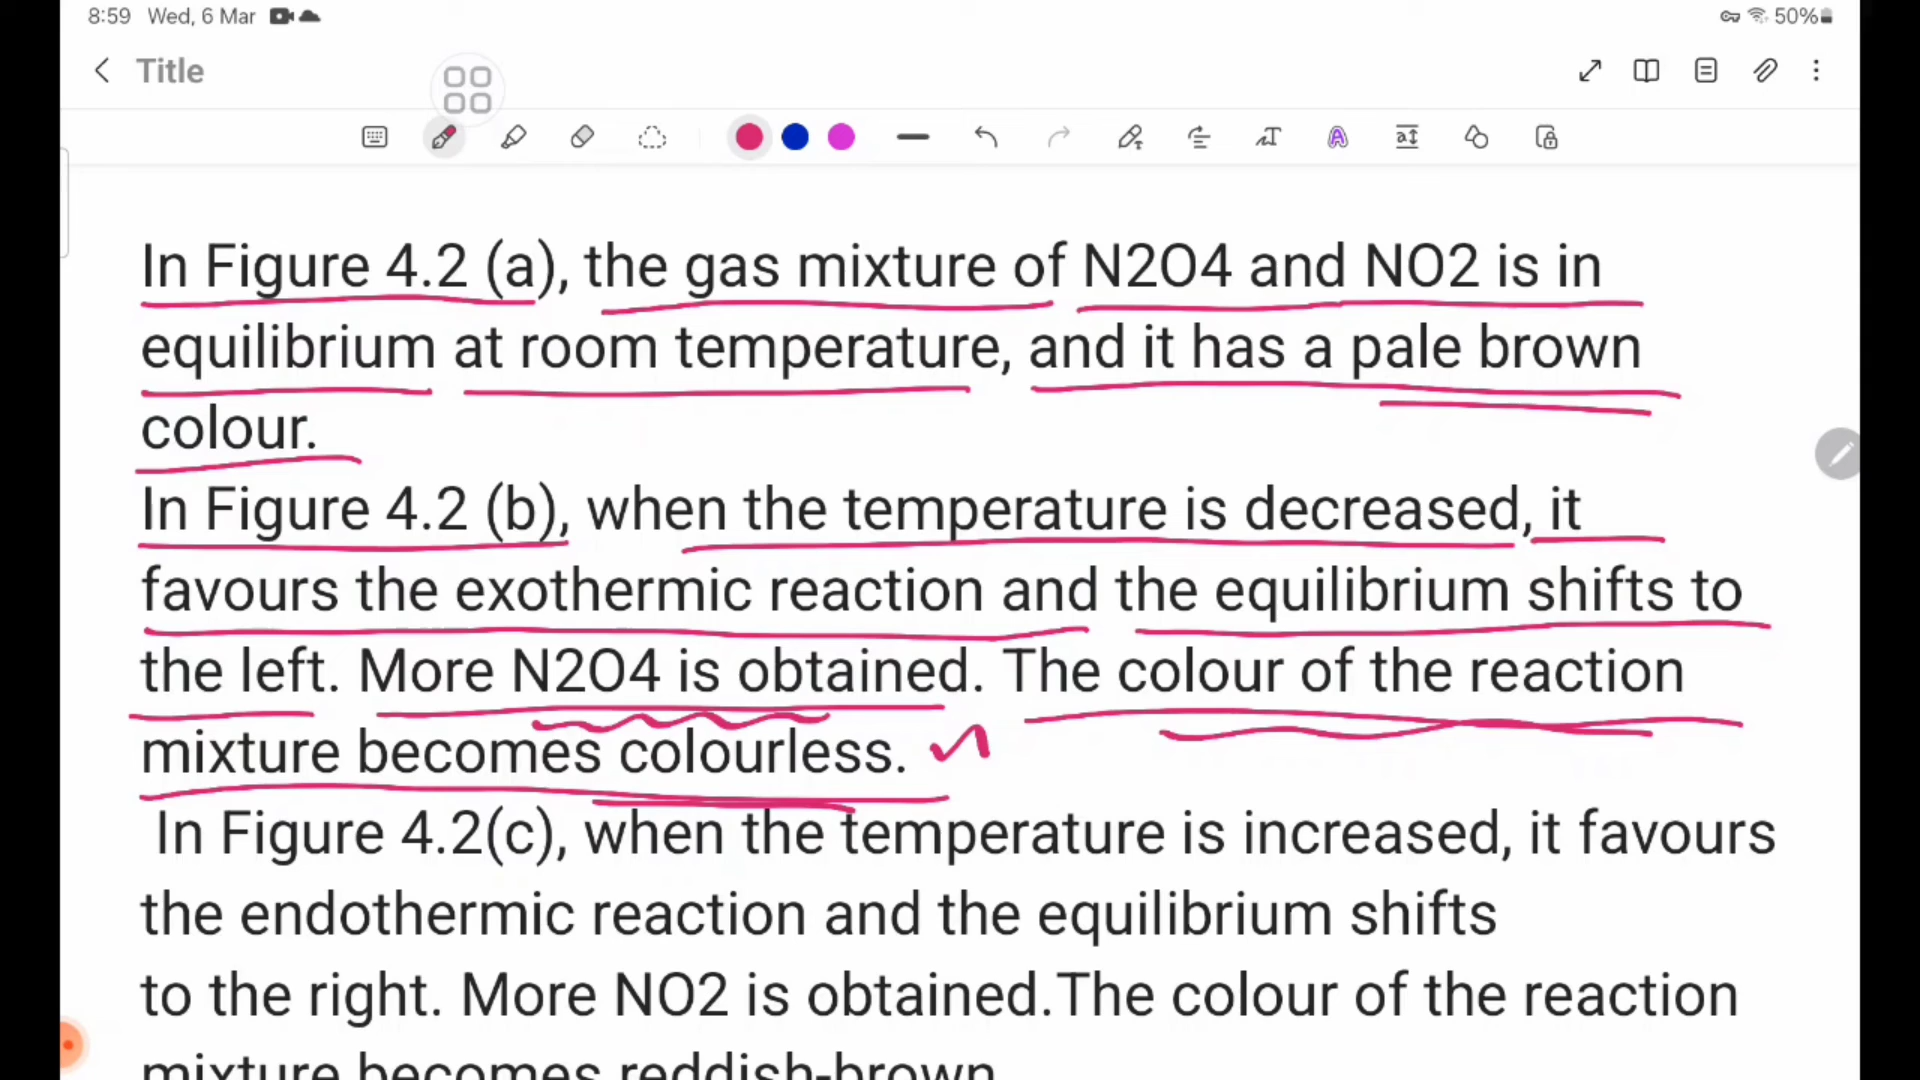 8:59 Wed, 6 Mar
50%
Title
In Figure 4.2 (a), the gas mixture of N2O4 and NO2 is in
equilibrium at room temperature, and it has a pale brown
colour.
In Figure 4.2 (b), when the temperature is decreased, it
favours the exothermic reaction and the equilibrium shifts to
the left. More N2O4 is obtained. The colour of the reaction
mixture becomes colourless.
In Figure 4.2(c), when the temperature is increased, it favours
the endothermic reaction and the equilibrium shifts
to the right. More NO2 is obtained.The colour of the reaction
mixture becomes reddish-brown